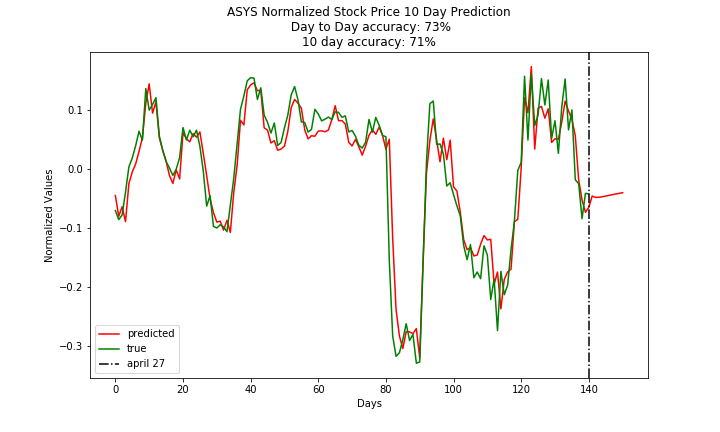 ASYS Normalized Stock Price 10 Day Prediction
Day to Day accuracy: 73%
10 day accuracy: 71%
Normalized Values
0.1
0.0
−0.1
−0.2
−0.3
predicted
true
april 27
0 20 40 60 80 100 120 140
Days